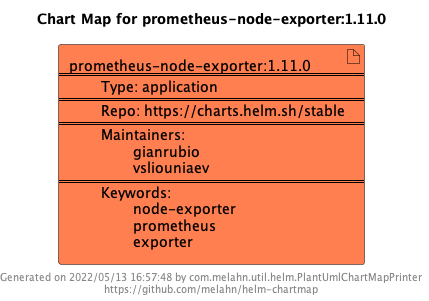 Chart Map for prometheus-node-exporter:1.11.0
prometheus-node-exporter:1.11.0
Type: application
Repo: https://charts.helm.sh/stable
Maintainers:
gianrubio
vsliouniaev
Keywords:
node-exporter
prometheus
exporter
Generated on 2022/05/13 16:57:48 by com.melahn.util.helm.PlantUmlChartMapPrinter
https://github.com/melahn/helm-chartmap